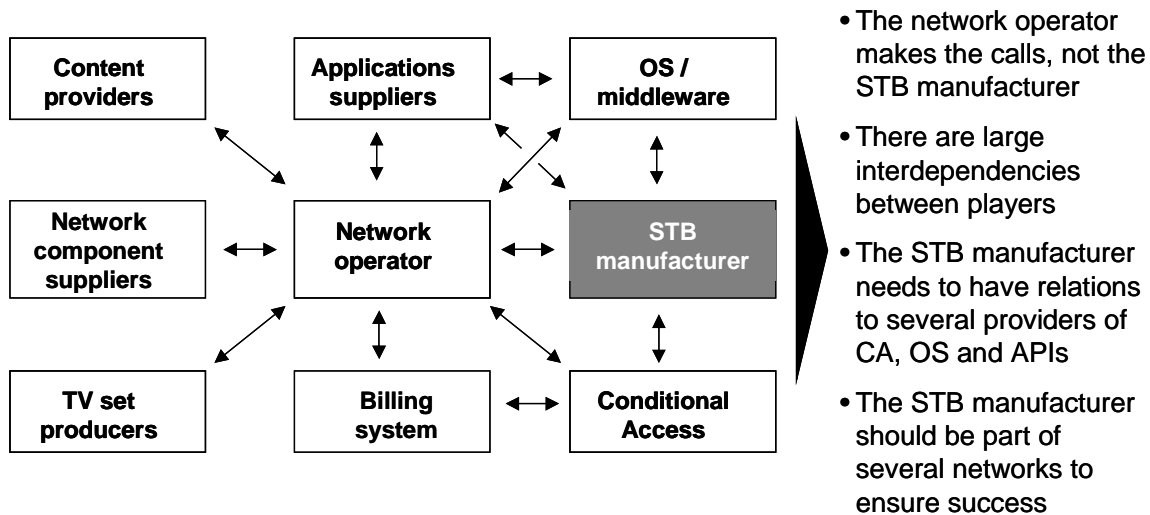 Content
providers
Applications
suppliers
OS /
middleware
Network
component
suppliers
Network
operator
STB
manufacturer
TV set
producers
Billing
system
Conditional
Access
• The network operator
makes the calls, not the
STB manufacturer
• There are large
interdependencies
between players
• The STB manufacturer
needs to have relations
to several providers of
CA, OS and APIs
• The STB manufacturer
should be part of
several networks to
ensure success